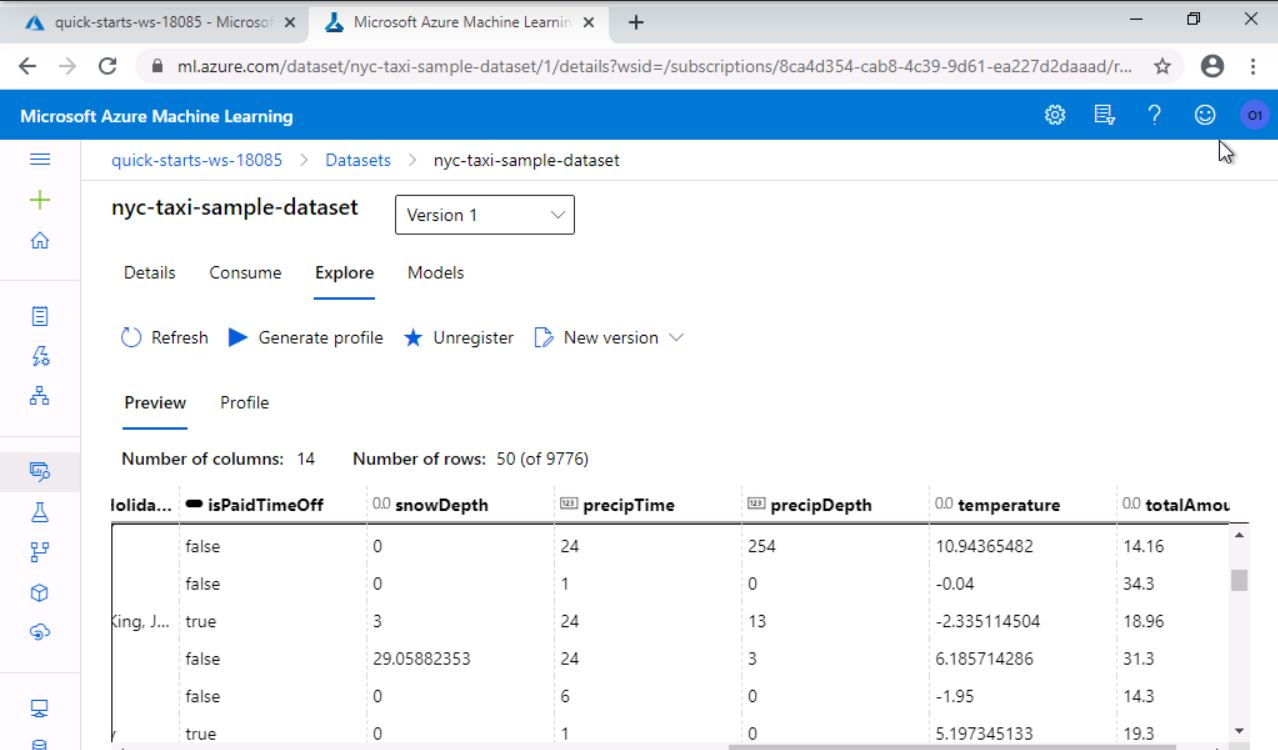 quick-starts-ws-18085 - Microsof
Microsoft Azure Machine Learnin
ml.azure.com/dataset/nyc-taxi-sample-dataset/1/details?wsid=/subscriptions/8ca4d354-cab8-4c39-9d61-ea227d2daaad/r...
Microsoft Azure Machine Learning
O1
quick-starts-ws-18085 > Datasets > nyc-taxi-sample-dataset
nyc-taxi-sample-dataset
Version 1
Details Consume Explore Models
Refresh Generate profile Unregister New version
Preview Profile
Number of columns: 14 Number of rows: 50 (of 9776)
Holida... isPaidTimeOff 0.0 snowDepth 123 precipTime 123 precipDepth 0.0 temperature 0.0 totalAmou
false 0 24 254 10.94365482 14.16
false 0 1 0 -0.04 34.3
King, J... true 3 24 13 -2.335114504 18.96
false 29.05882353 24 3 6.185714286 31.3
false 0 6 0 -1.95 14.3
true 0 1 0 5.197345133 19.3